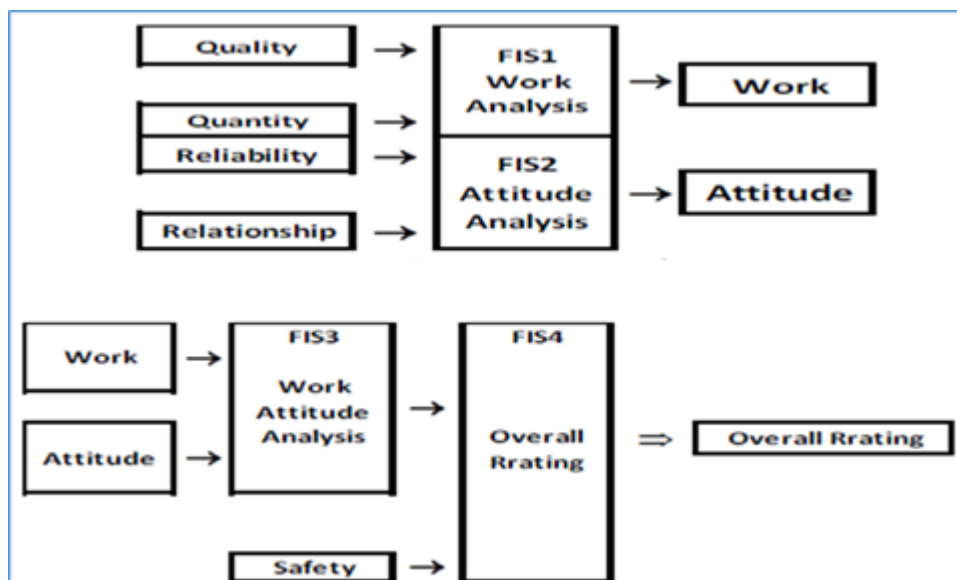 Quality
Quantity
Reliability
Relationship
FIS1
Work
Analysis
FIS2
Attitude
Analysis
Work
Attitude
Work
Attitude
FIS3
Work
Attitude
Analysis
Safety
FIS4
Overall
Rrating
Overall Rrating